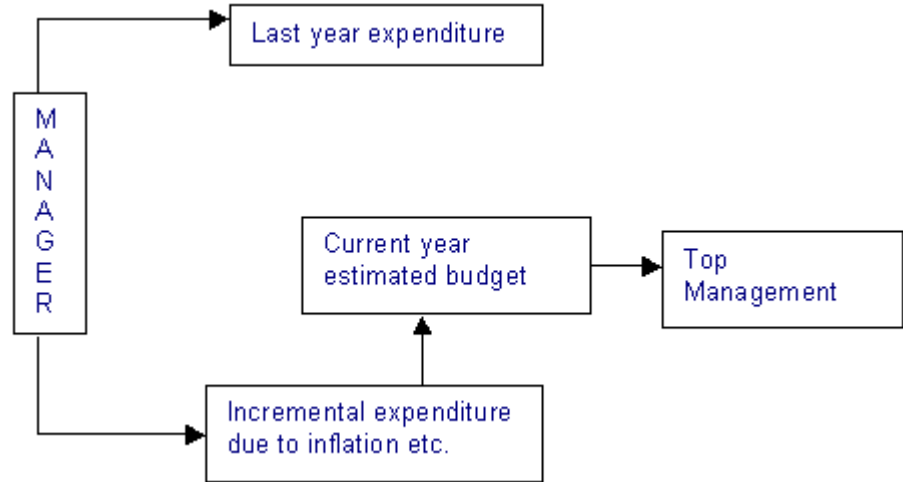 Last year expenditure
M
A
N
A
G
E
R
Current year
estimated budget
Top
Management
Incremental expenditure
due to inflation etc.